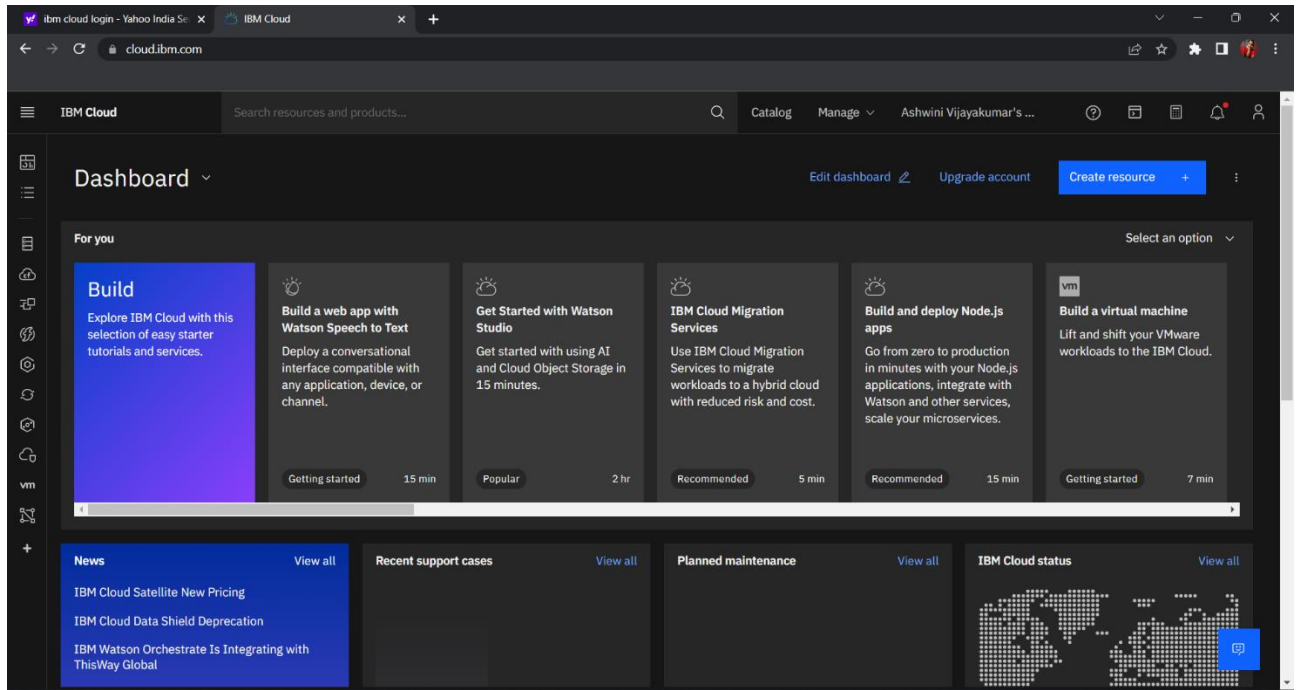 ibm cloud login - Yahoo India Se
IBM Cloud
cloud.ibm.com
IBM Cloud
Search resources and products...
Catalog
Manage
Ashwini Vijayakumar's ...
Dashboard
Edit dashboard
Upgrade account
Create resource +
For you
Select an option
Build
Explore IBM Cloud with this
selection of easy starter
tutorials and services.
Build a web app with
Watson Speech to Text
Deploy a conversational
interface compatible with
any application, device, or
channel.
Getting started
15 min
Get Started with Watson
Studio
Get started with using AI
and Cloud Object Storage in
15 minutes.
Popular
2 hr
IBM Cloud Migration
Services
Use IBM Cloud Migration
Services to migrate
workloads to a hybrid cloud
with reduced risk and cost.
Recommended
5 min
Build and deploy Node.js
apps
Go from zero to production
in minutes with your Node.js
applications, integrate with
Watson and other services,
scale your microservices.
Recommended
15 min
vm
Build a virtual machine
Lift and shift your VMware
workloads to the IBM Cloud.
Getting started
7 min
vm
News
View all
IBM Cloud Satellite New Pricing
IBM Cloud Data Shield Deprecation
IBM Watson Orchestrate Is Integrating with
ThisWay Global
Recent support cases
View all
Planned maintenance
View all
IBM Cloud status
View all